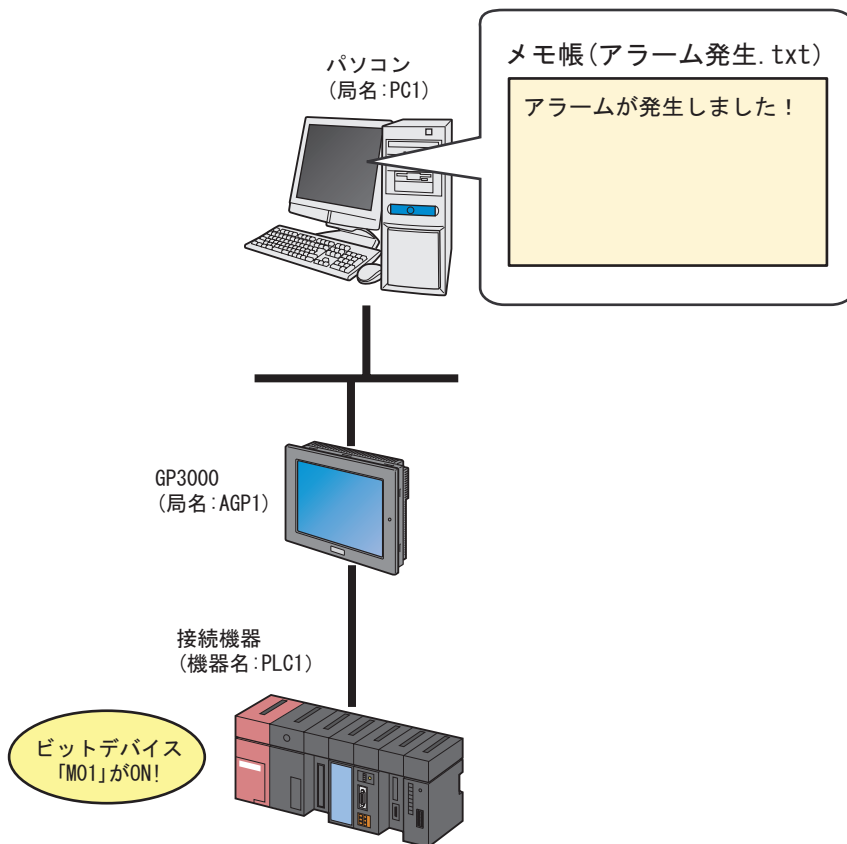 パソコン
(局名:PC1)
メモ帳(アラーム発生.txt)
アラームが発生しました！
GP3000
(局名:AGP1)
接続機器
(機器名:PLC1)
ビットデバイス
「M01」がON!